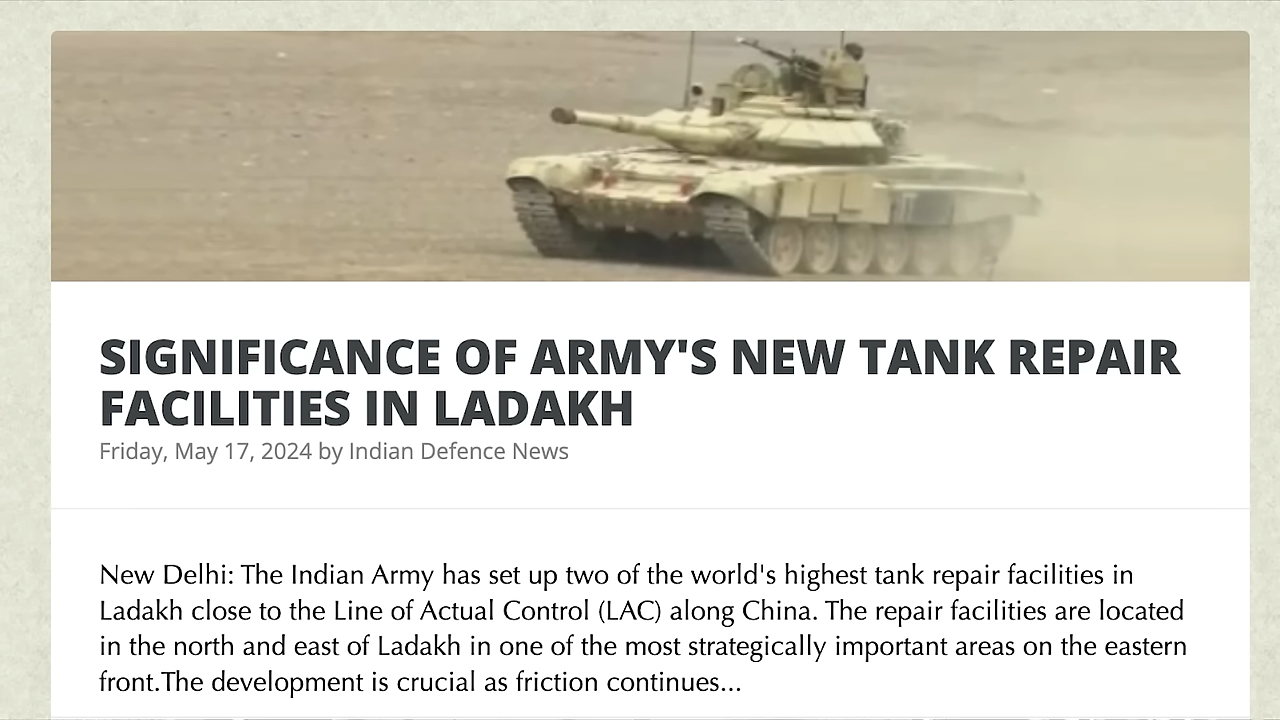 SIGNIFICANCE OF ARMY'S NEW TANK REPAIR
FACILITIES IN LADAKH
Friday, May 17, 2024 by Indian Defence News
New Delhi: The Indian Army has set up two of the world's highest tank repair facilities in
Ladakh close to the Line of Actual Control (LAC) along China. The repair facilities are located
in the north and east of Ladakh in one of the most strategically important areas on the eastern
front.The development is crucial as friction continues...